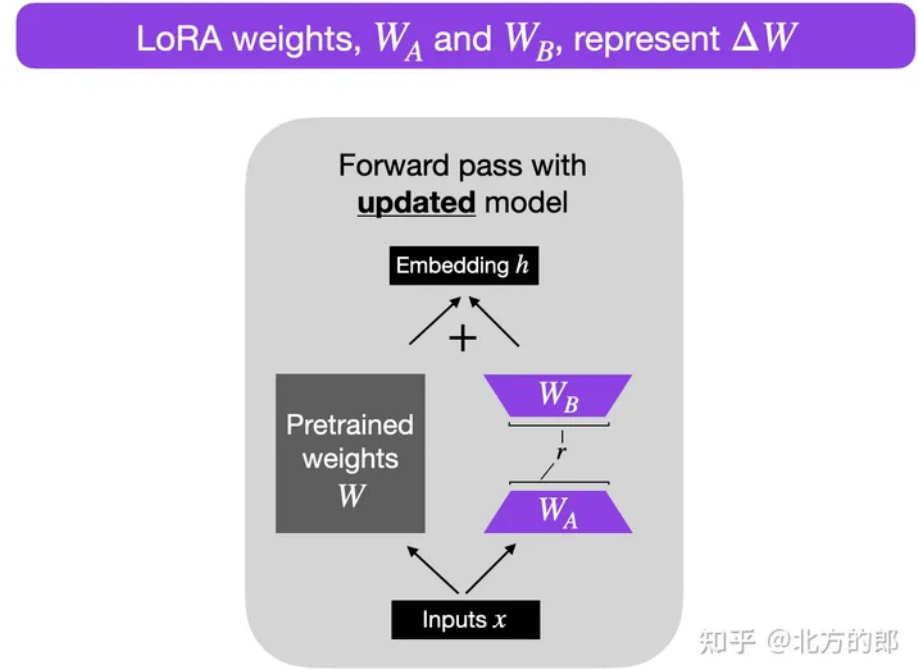 LoRA weights, W_A and W_B, represent ΔW
Forward pass with
updated model
Embedding h
+
W_B
Pretrained
weights
W
r
W_A
Inputs x
知乎 @北方的郎